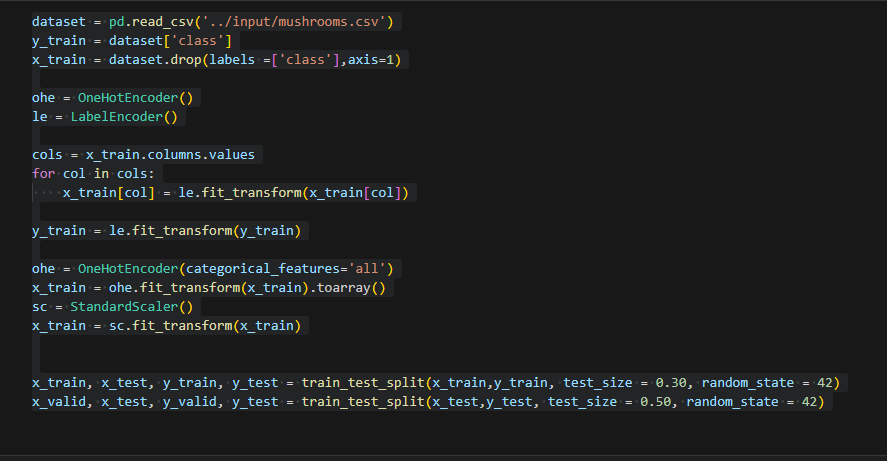 dataset = pd.read_csv('../input/mushrooms.csv')
y_train = dataset['class']
x_train = dataset.drop(labels =['class'],axis=1)
ohe = OneHotEncoder()
le = LabelEncoder()
cols = x_train.columns.values
for col in cols:
    x_train[col] = le.fit_transform(x_train[col])
y_train = le.fit_transform(y_train)
ohe = OneHotEncoder(categorical_features='all')
x_train = ohe.fit_transform(x_train).toarray()
sc = StandardScaler()
x_train = sc.fit_transform(x_train)
x_train, x_test, y_train, y_test = train_test_split(x_train,y_train, test_size = 0.30, random_state = 42)
x_valid, x_test, y_valid, y_test = train_test_split(x_test,y_test, test_size = 0.50, random_state = 42)